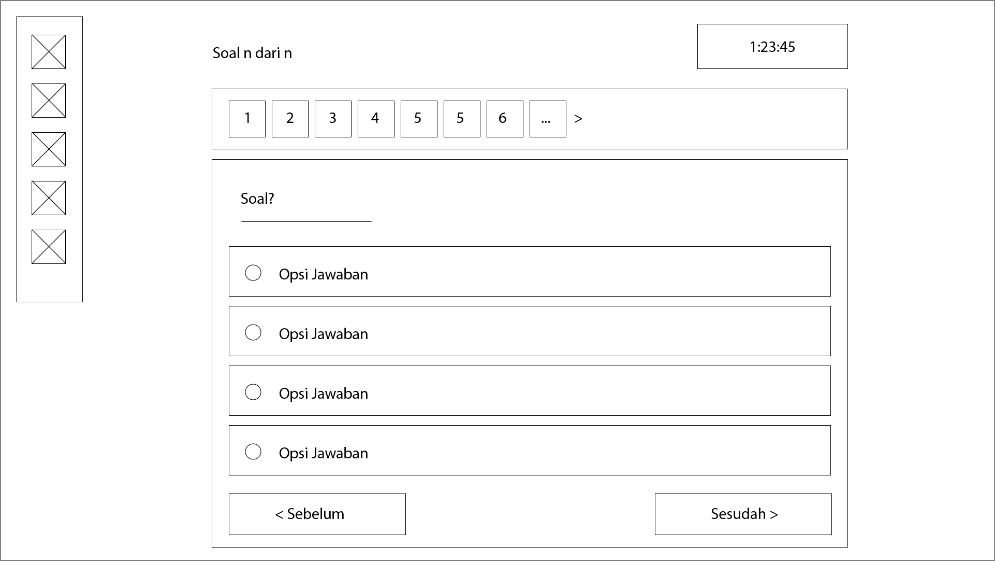 Soal n dari n
1:23:45
1 2 3 4 5 5 6 ... >
Soal?
Opsi Jawaban
Opsi Jawaban
Opsi Jawaban
Opsi Jawaban
< Sebelum
Sesudah >